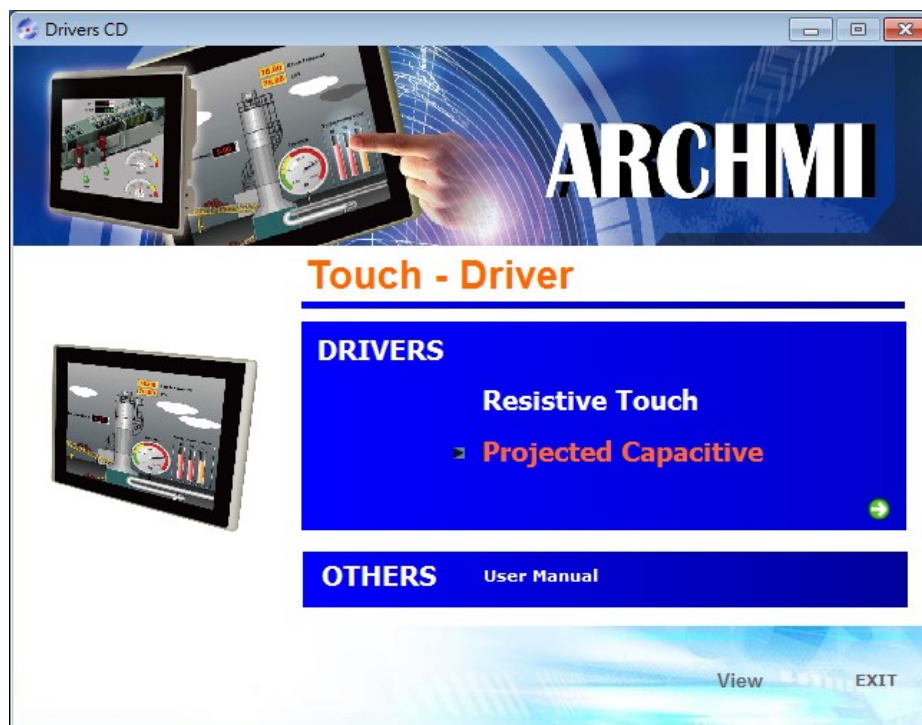 Drivers CD
ARCHMI
Touch - Driver
DRIVERS
Resistive Touch
Projected Capacitive
OTHERS User Manual
View EXIT